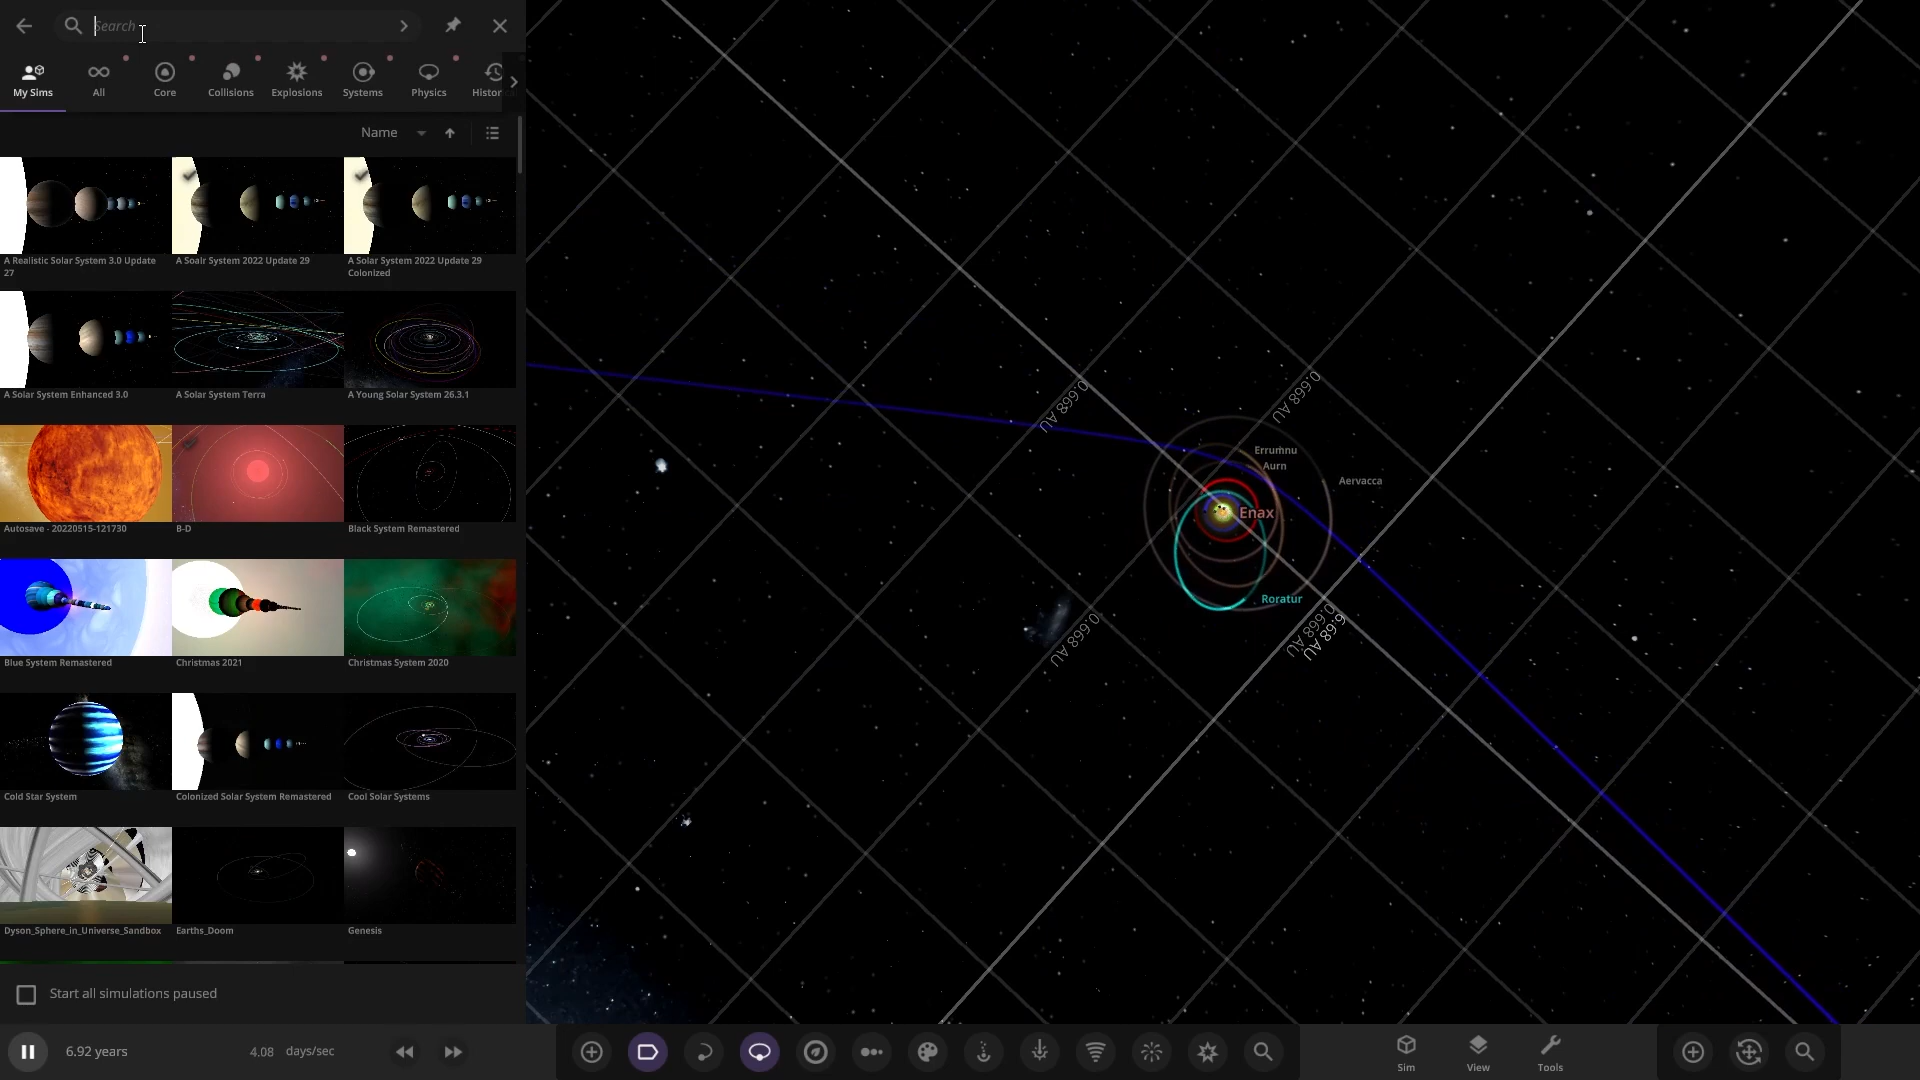 Search
My Sims
All
Core
Collisions
Explosions
Systems
Physics
Histor
Name
A Realistic Solar System 3.0 Update
27
A Soalr System 2022 Update 29
A Solar System 2022 Update 29
Colonized
A Solar System Enhanced 3.0
A Solar System Terra
A Young Solar System 26.3.1
Autosave - 20220515-121730
B-D
Black System Remastered
Blue System Remastered
Christmas 2021
Christmas System 2020
Cold Star System
Colonized Solar System Remastered
Cool Solar Systems
Dyson_Sphere_in_Universe_Sandbox
Earths_Doom
Genesis
Start all simulations paused
0.668 AU
0.668 AU
Errumnu
Aurn
Aervacca
Enax
Roratur
0.668 AU
0.668 AU
6.68 AU
6.92 years
4.08 days/sec
Sim
View
Tools